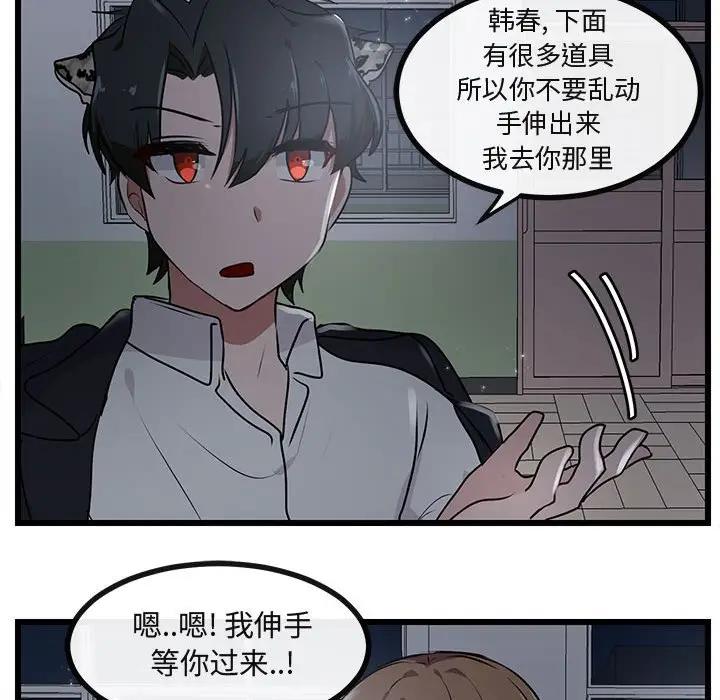 韩春, 下面
有很多道具
所以你不要乱动
手伸出来
我去你那里
嗯..嗯! 我伸手
等你过来..!